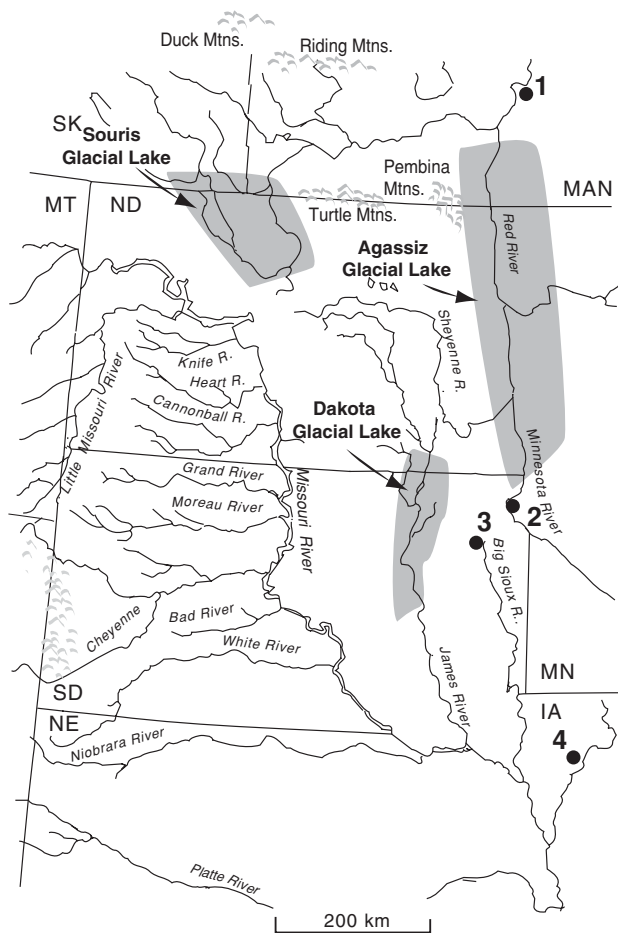 Duck Mtns.
Riding Mtns.
1
SK
Souris
Glacial Lake
Pembina
Mtns.
MAN
MT
ND
Turtle Mtns.
Red River
Agassiz
Glacial Lake
Sheyenne R.
Knife R.
Heart R.
Little Missouri River
Cannonball R.
Dakota
Glacial Lake
Minnesota River
Grand River
Missouri River
Moreau River
3
2
Big Sioux R..
Cheyenne
Bad River
White River
James River
SD
MN
NE
IA
Niobrara River
4
Platte River
200 km